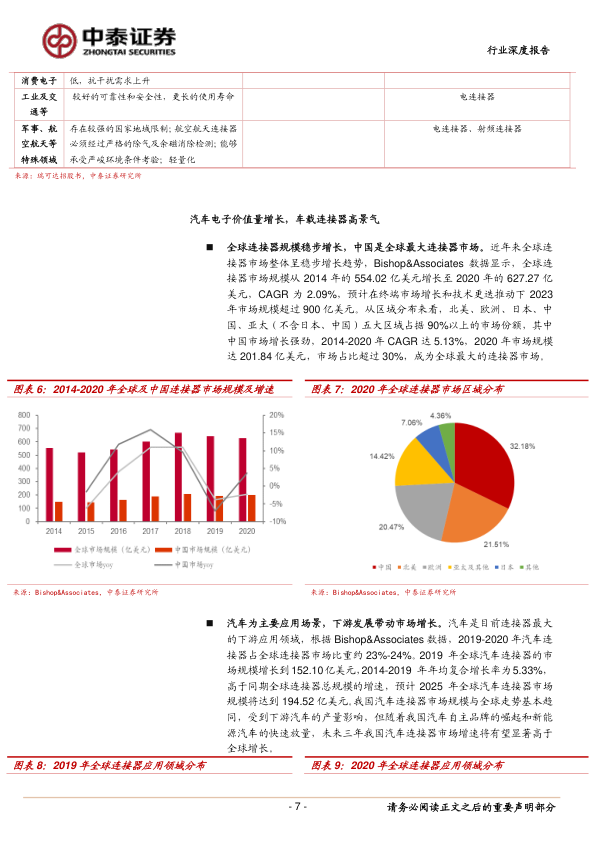 中泰证券
ZHONGTAI SECURITIES
行业深度报告
消费电子 低，抗干扰需求上升
工业及交通等 较好的可靠性和安全性，更长的使用寿命 电连接器
军事、航空航天等特殊领域 存在较强的国家地域限制；航空航天连接器必须经过严格的除气及余磁消除检测；能够承受严峻环境条件考验；轻量化 电连接器、射频连接器
来源：瑞可达招股书，中泰证券研究所
汽车电子价值量增长，车载连接器高景气
■ 全球连接器规模稳步增长，中国是全球最大连接器市场。近年来全球连
接器市场整体呈稳步增长趋势，Bishop&Associates 数据显示，全球连
接器市场规模从 2014 年的 554.02 亿美元增长至 2020 年的 627.27 亿
美元，CAGR 为 2.09%，预计在终端市场增长和技术更迭推动下 2023
年市场规模超过 900 亿美元。从区域分布来看，北美、欧洲、日本、中
国、亚太（不含日本、中国）五大区域占据 90%以上的市场份额，其中
中国市场增长强劲，2014-2020 年 CAGR 达 5.13%，2020 年市场规模
达 201.84 亿美元，市场占比超过 30%，成为全球最大的连接器市场。
图表 6：2014-2020 年全球及中国连接器市场规模及增速
800
700
600
500
400
300
200
100
0
20%
15%
10%
5%
0%
-5%
-10%
2014 2015 2016 2017 2018 2019 2020
全球市场规模（亿美元） 中国市场规模（亿美元）
全球市场yoy 中国市场yoy
来源：Bishop&Associates，中泰证券研究所
图表 7：2020 年全球连接器市场区域分布
4.36%
7.06%
32.18%
14.42%
20.47%
21.51%
中国 北美 欧洲 亚太及其他 日本 其他
来源：Bishop&Associates，中泰证券研究所
■ 汽车为主要应用场景，下游发展带动市场增长。汽车是目前连接器最大
的下游应用领域，根据 Bishop&Associates 数据，2019-2020 年汽车连
接器占全球连接器市场比重约 23%-24%。2019 年全球汽车连接器的市
场规模增长到 152.10 亿美元，2014-2019 年年均复合增长率为 5.33%，
高于同期全球连接器总规模的增速，预计 2025 年全球汽车连接器市场
规模将达到 194.52 亿美元。我国汽车连接器市场规模与全球走势基本趋
同，受到下游汽车的产量影响，但随着我国汽车自主品牌的崛起和新能
源汽车的快速放量，未来三年我国汽车连接器市场增速将有望显著高于
全球增长。
图表 8：2019 年全球连接器应用领域分布
图表 9：2020 年全球连接器应用领域分布
- 7 -
请务必阅读正文之后的重要声明部分